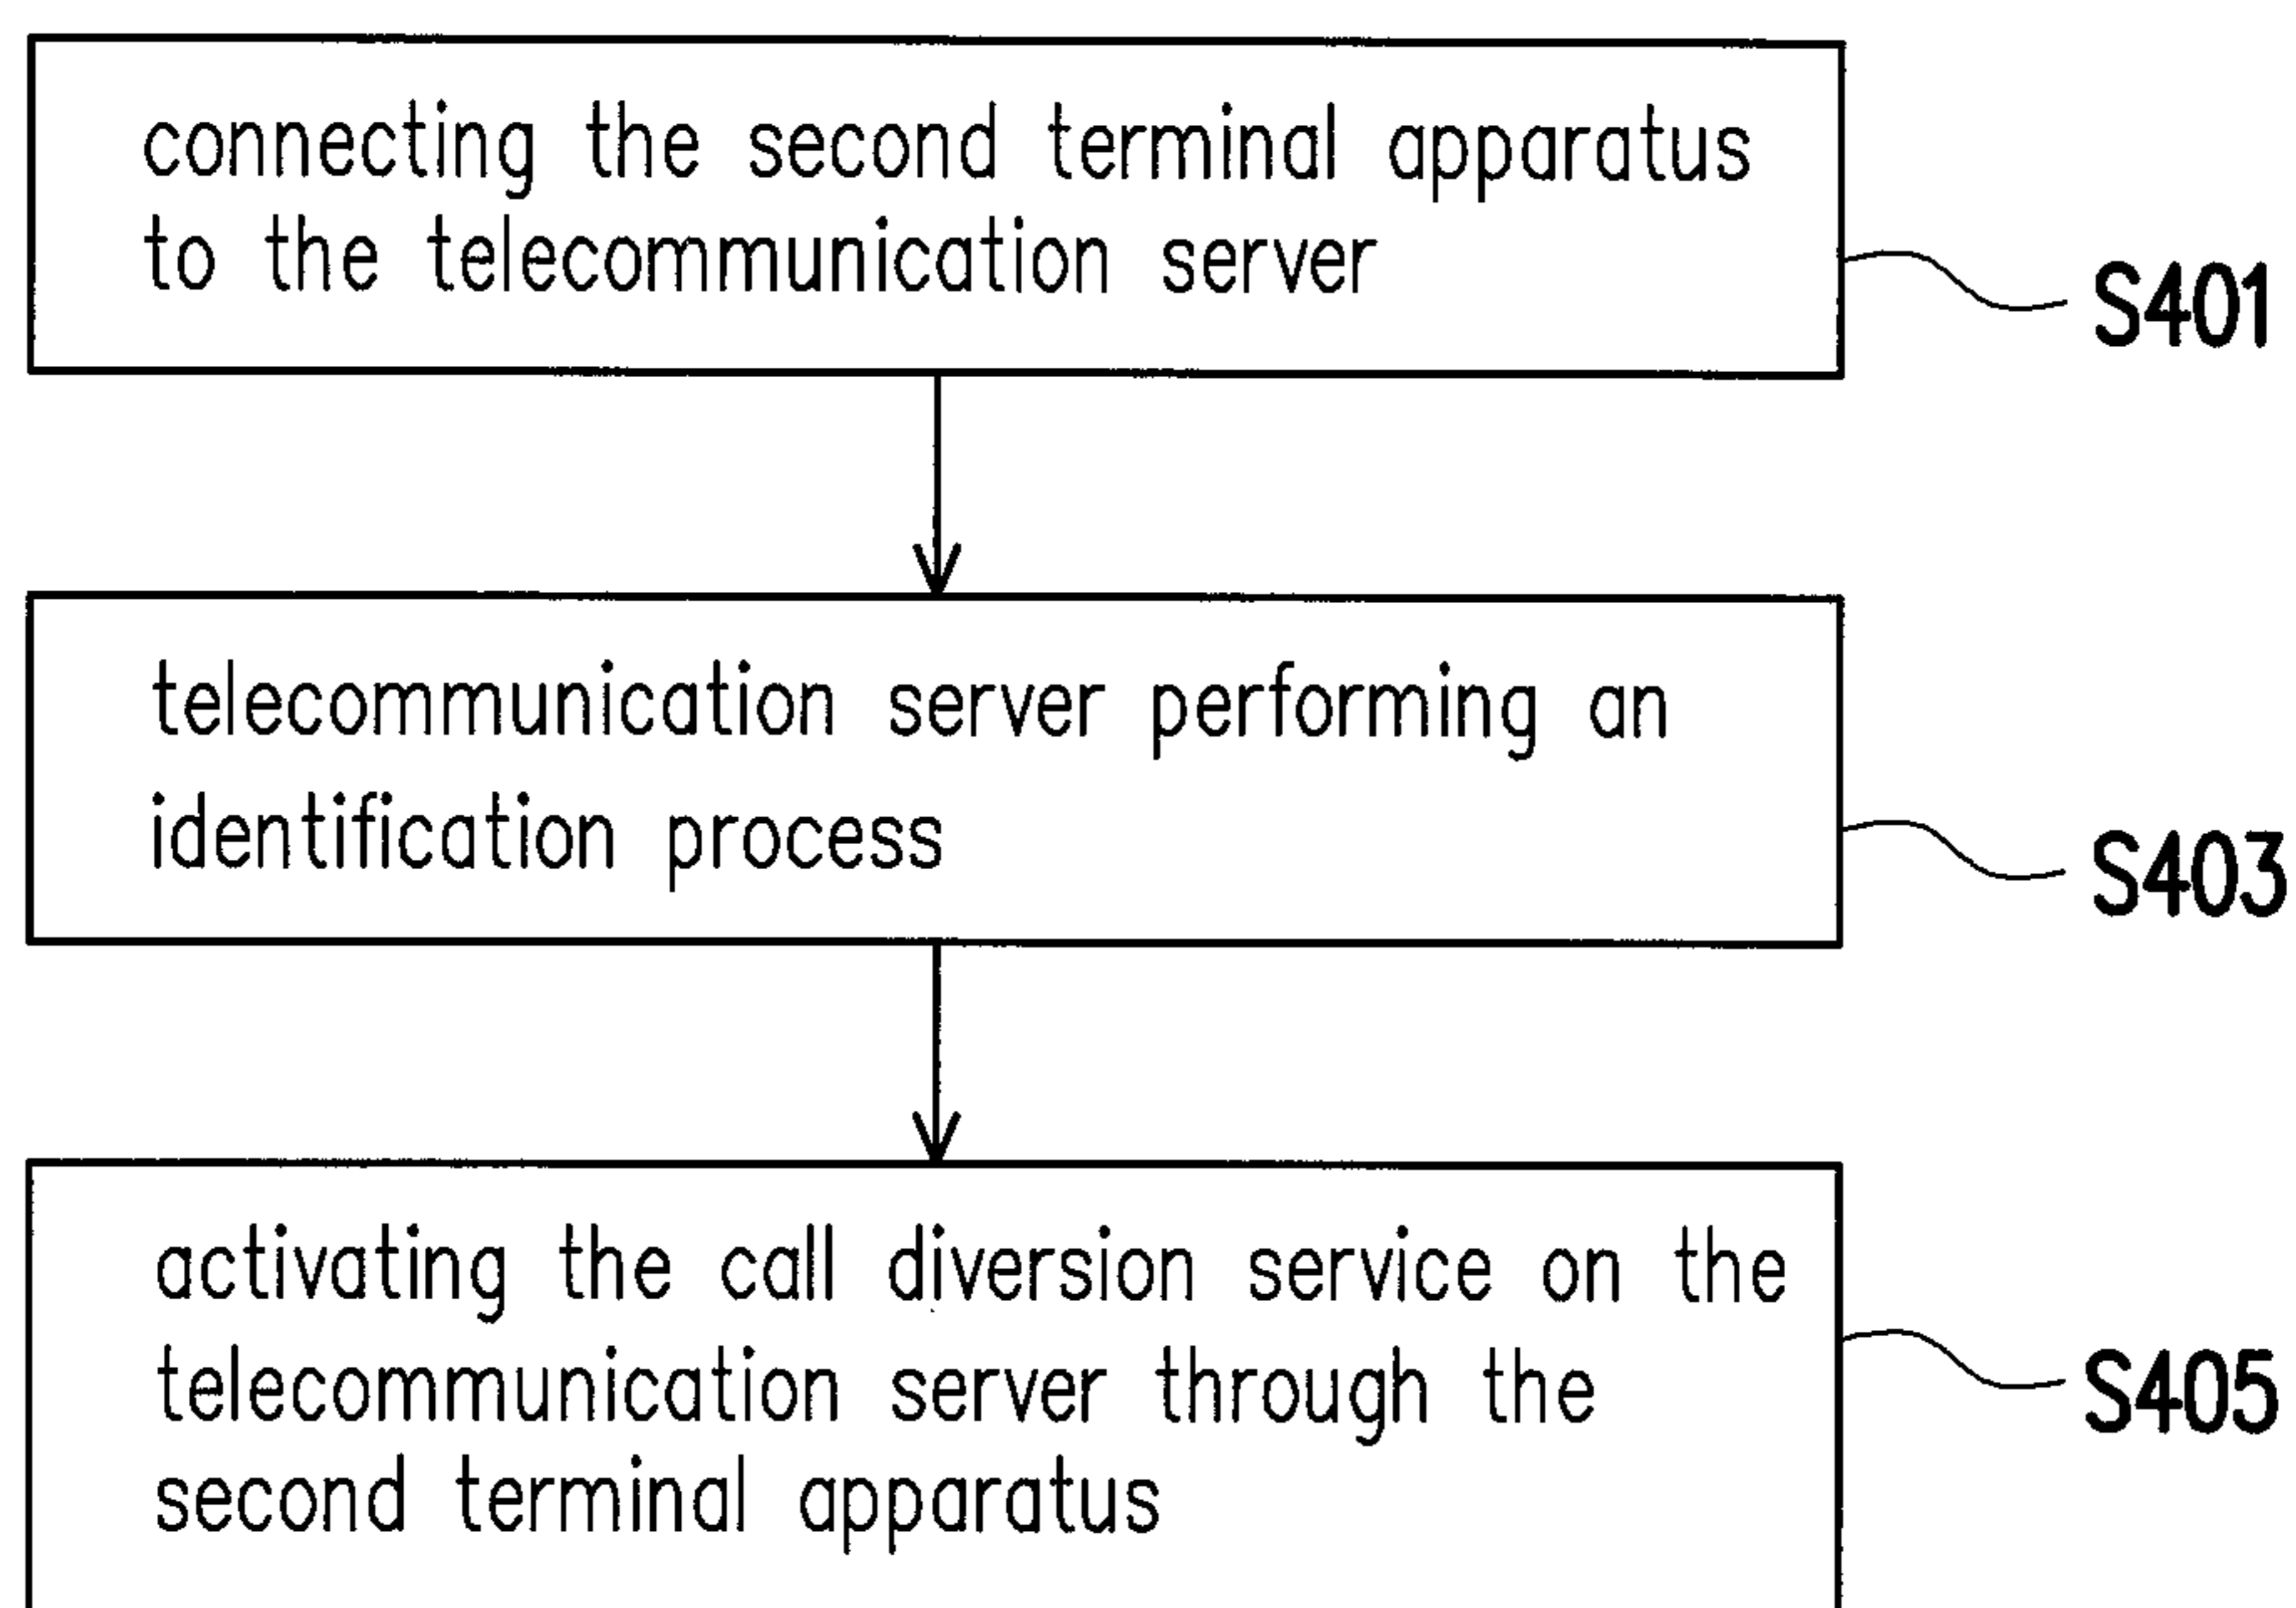 connecting the second terminal apparatus
to the telecommunication server
S401
telecommunication server performing an
identification process
S403
activating the call diversion service on the
telecommunication server through the
second terminal apparatus
S405